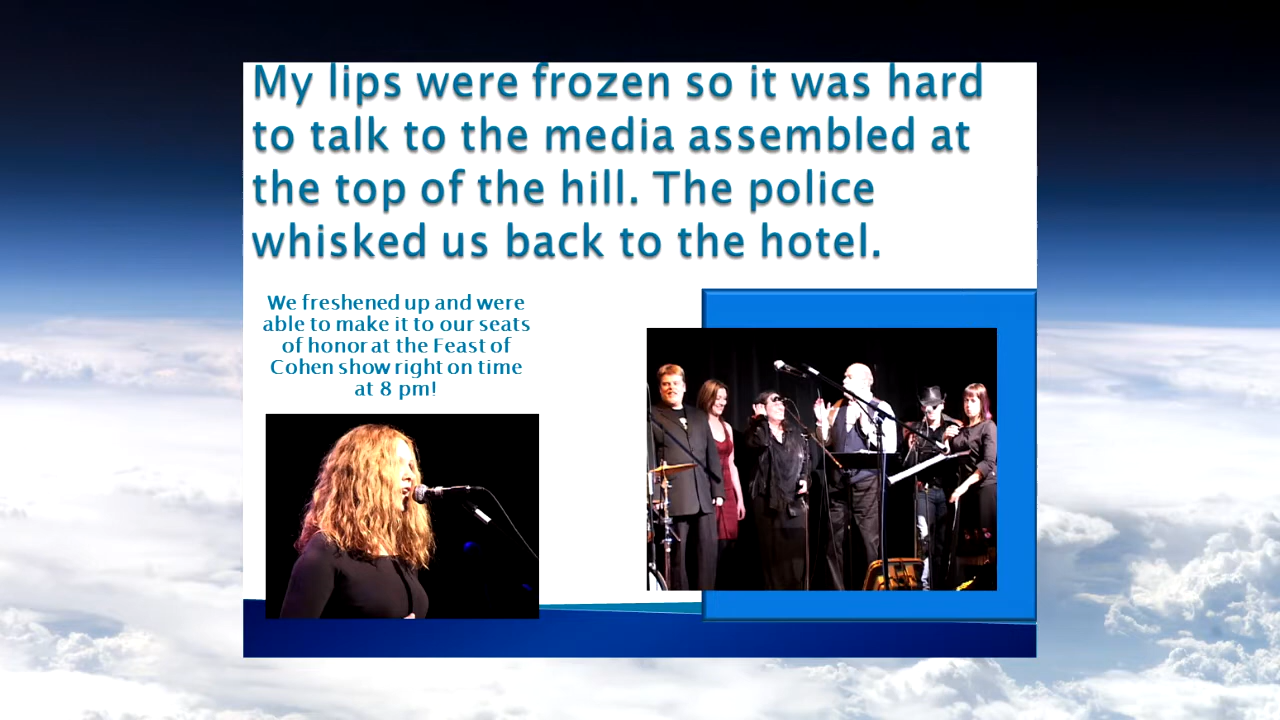 My lips were frozen so it was hard
to talk to the media assembled at
the top of the hill. The police
whisked us back to the hotel.
We freshened up and were
able to make it to our seats
of honor at the Feast of
Cohen show right on time
at 8 pm!